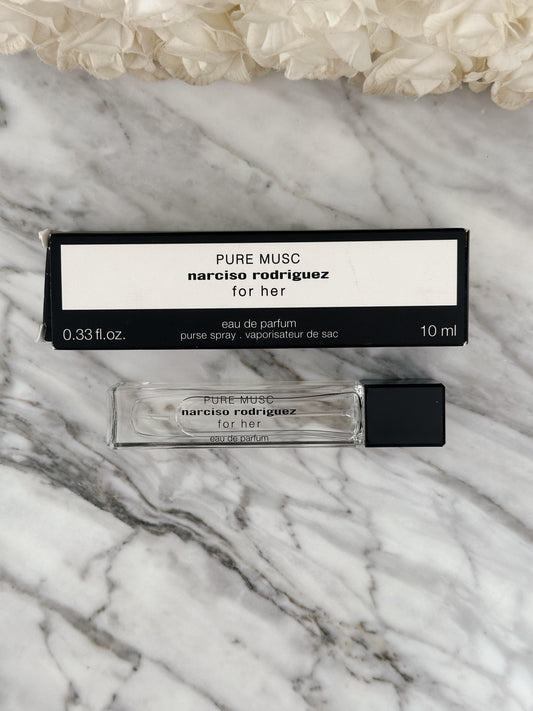 PURE MUSC
narciso rodriguez
for her
0.33 fl.oz.
eau de parfum
purse spray . vaporisateur de sac
10 ml
PURE MUSC
narciso rodriguez
for her
eau de parfum